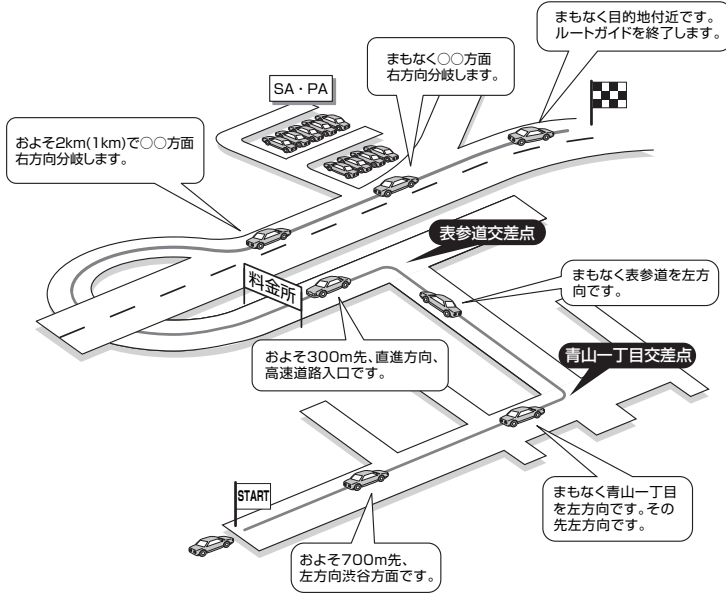 まもなく目的地付近です。
ルートガイドを終了します。
まもなく○○方面
右方向分岐します。
SA・PA
およそ2km(1km)で○○方面
右方向分岐します。
表参道交差点
料金所
まもなく表参道を左方
向です。
およそ300m先、直進方向、
高速道路入口です。
青山一丁目交差点
START
まもなく青山一丁目
を左方向です。その
先左方向です。
およそ700m先、
左方向渋谷方面です。